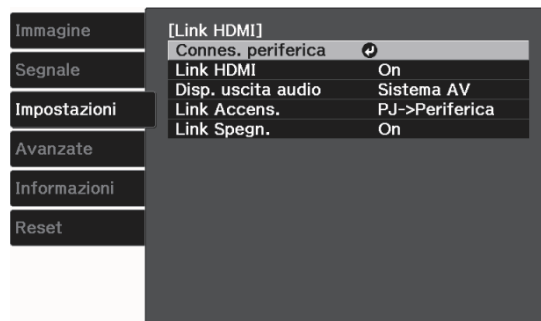 Immagine
Segnale
Impostazioni
Avanzate
Informazioni
Reset
[Link HDMI]
Connes. periferica
Link HDMI On
Disp. uscita audio Sistema AV
Link Accens. PJ->Periferica
Link Spegn. On